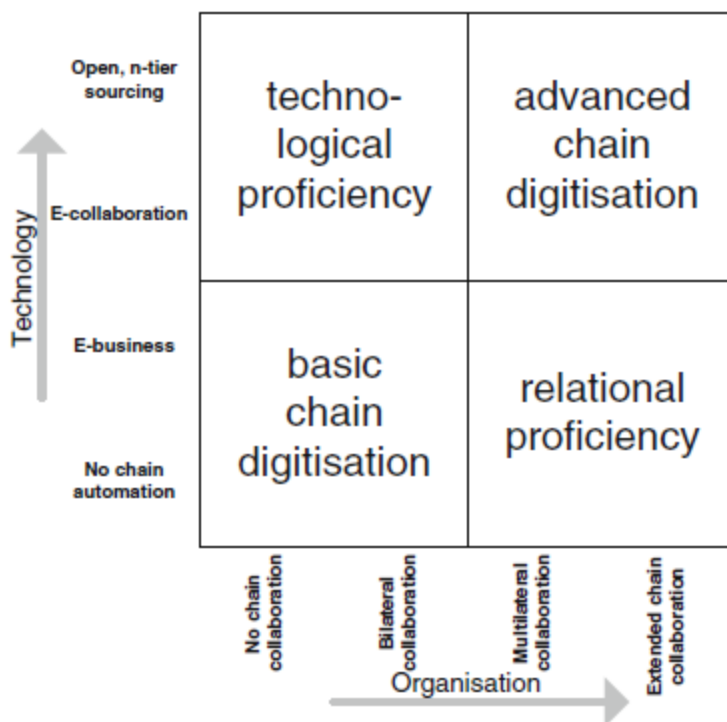 Open, n-tier
sourcing
techno-
logical
proficiency
advanced
chain
digitisation
Technology
E-collaboration
E-business
basic
chain
digitisation
relational
proficiency
No chain
automation
No chain
collaboration
Bilateral
collaboration
Multilateral
collaboration
Extended chain
collaboration
Organisation